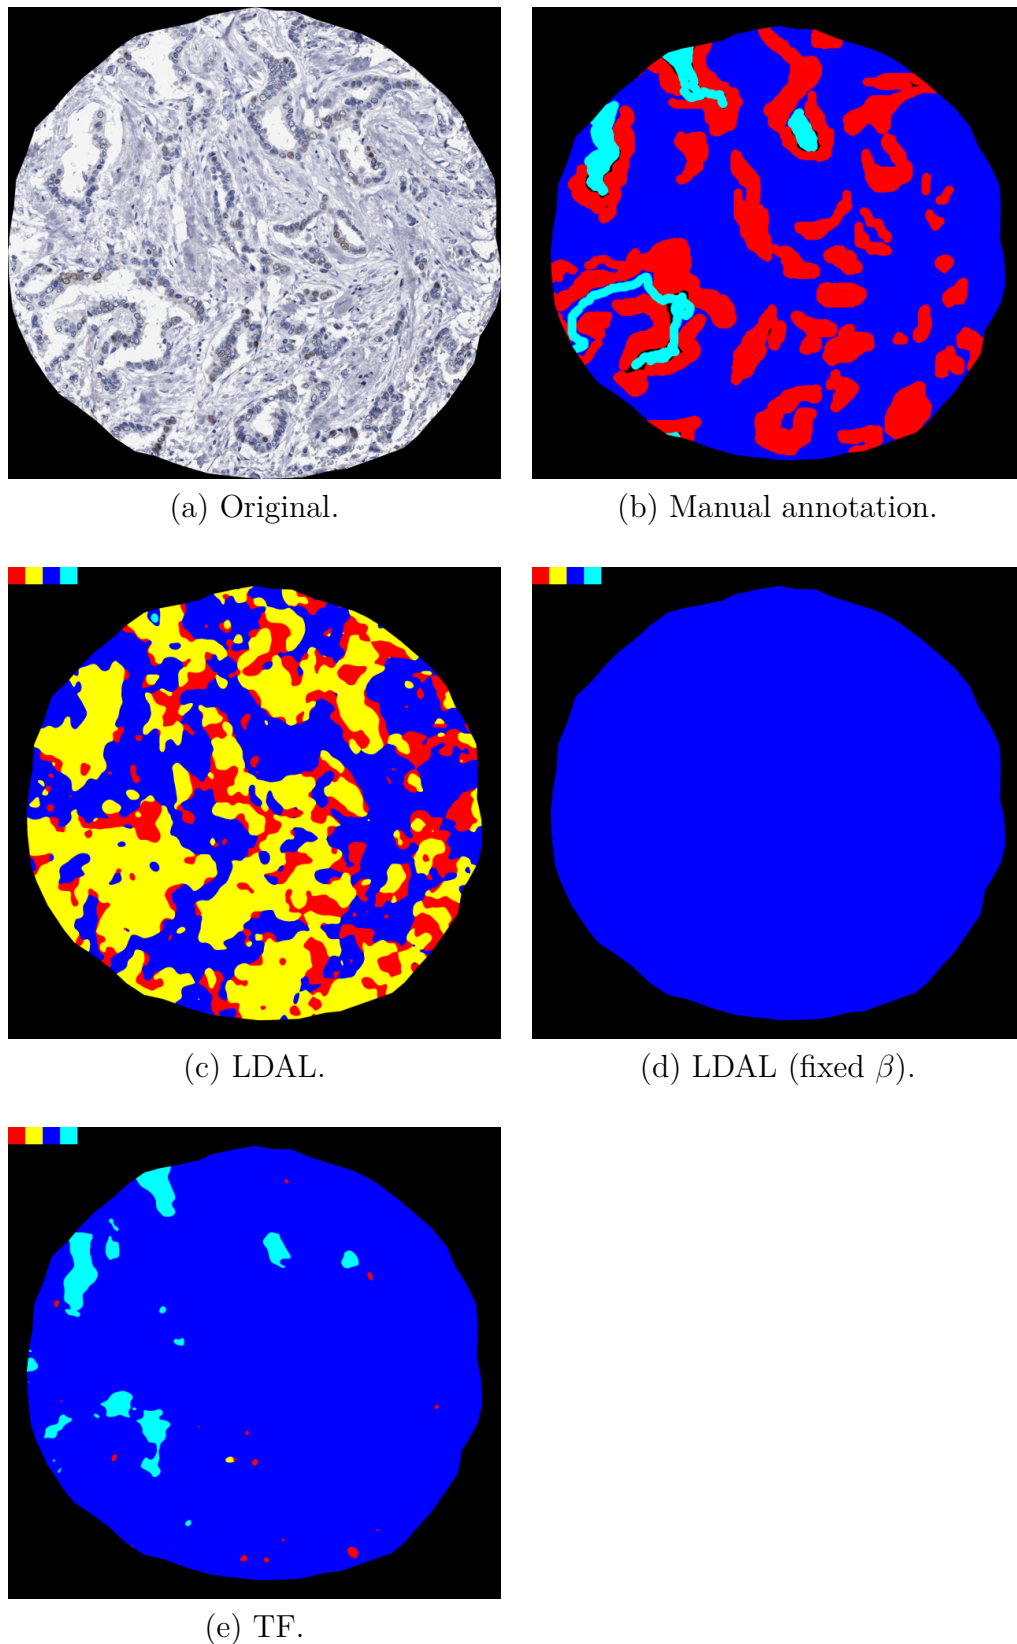 (a) Original.
(b) Manual annotation.
(c) LDAL.
(d) LDAL (fixed β).
(e) TF.